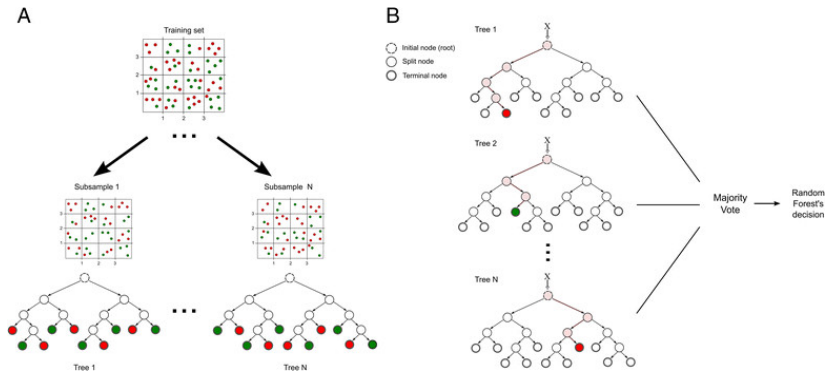 A
Training set
3
2
1
1
2
3
Subsample 1
3
2
1
1
2
3
Subsample N
3
2
1
1
2
3
Tree 1
Tree N
B
Initial node (root)
Split node
Terminal node
Tree 1
X
Tree 2
X
Tree N
X
Majority
Vote
Random
Forest's
decision